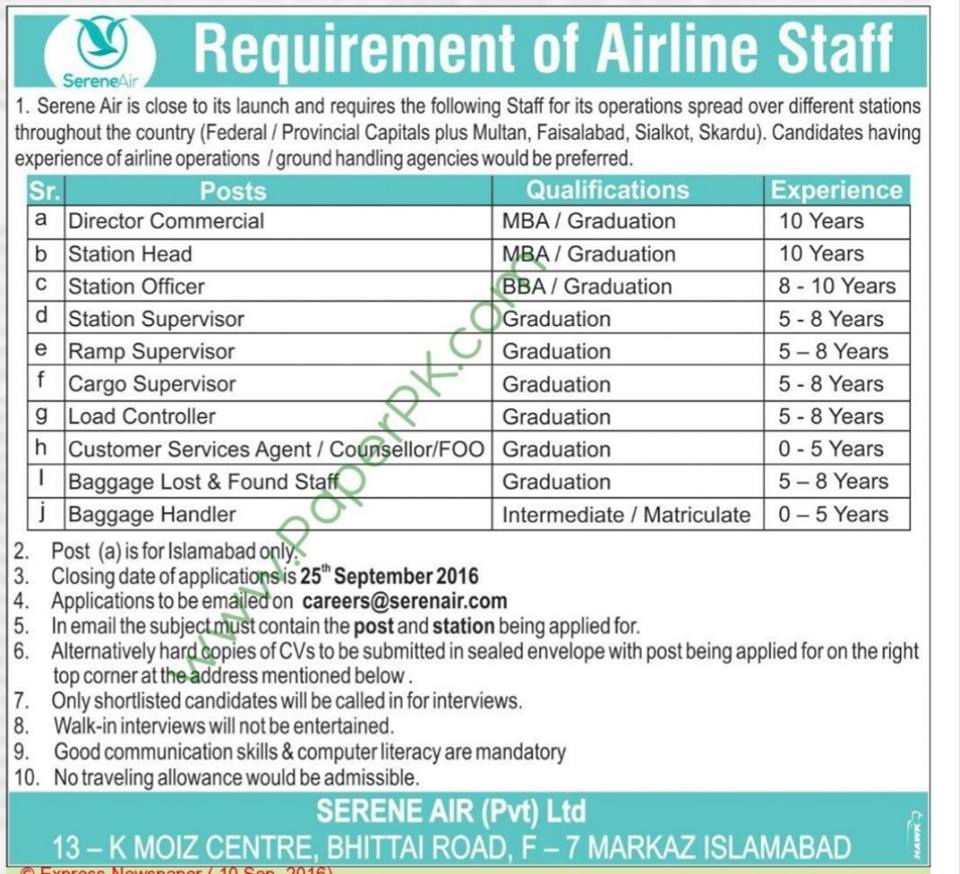 SereneAir
Requirement of Airline Staff
1. Serene Air is close to its launch and requires the following Staff for its operations spread over different stations
throughout the country (Federal / Provincial Capitals plus Multan, Faisalabad, Sialkot, Skardu). Candidates having
experience of airline operations / ground handling agencies would be preferred.
Sr. Posts Qualifications Experience
a Director Commercial MBA / Graduation 10 Years
b Station Head MBA / Graduation 10 Years
c Station Officer BBA / Graduation 8 - 10 Years
d Station Supervisor Graduation 5 - 8 Years
e Ramp Supervisor Graduation 5 – 8 Years
f Cargo Supervisor Graduation 5 - 8 Years
g Load Controller Graduation 5 - 8 Years
h Customer Services Agent / Counsellor/FOO Graduation 0 - 5 Years
I Baggage Lost & Found Staff Graduation 5 – 8 Years
j Baggage Handler Intermediate / Matriculate 0 – 5 Years
www.PaperPK.com
2. Post (a) is for Islamabad only.
3. Closing date of applications is 25th September 2016
4. Applications to be emailed on careers@serenair.com
5. In email the subject must contain the post and station being applied for.
6. Alternatively hard copies of CVs to be submitted in sealed envelope with post being applied for on the right
top corner at the address mentioned below.
7. Only shortlisted candidates will be called in for interviews.
8. Walk-in interviews will not be entertained.
9. Good communication skills & computer literacy are mandatory
10. No traveling allowance would be admissible.
SERENE AIR (Pvt) Ltd
13 – K MOIZ CENTRE, BHITTAI ROAD, F – 7 MARKAZ ISLAMABAD
HAWK
© Express Newspaper ( 10 Sep, 2016)